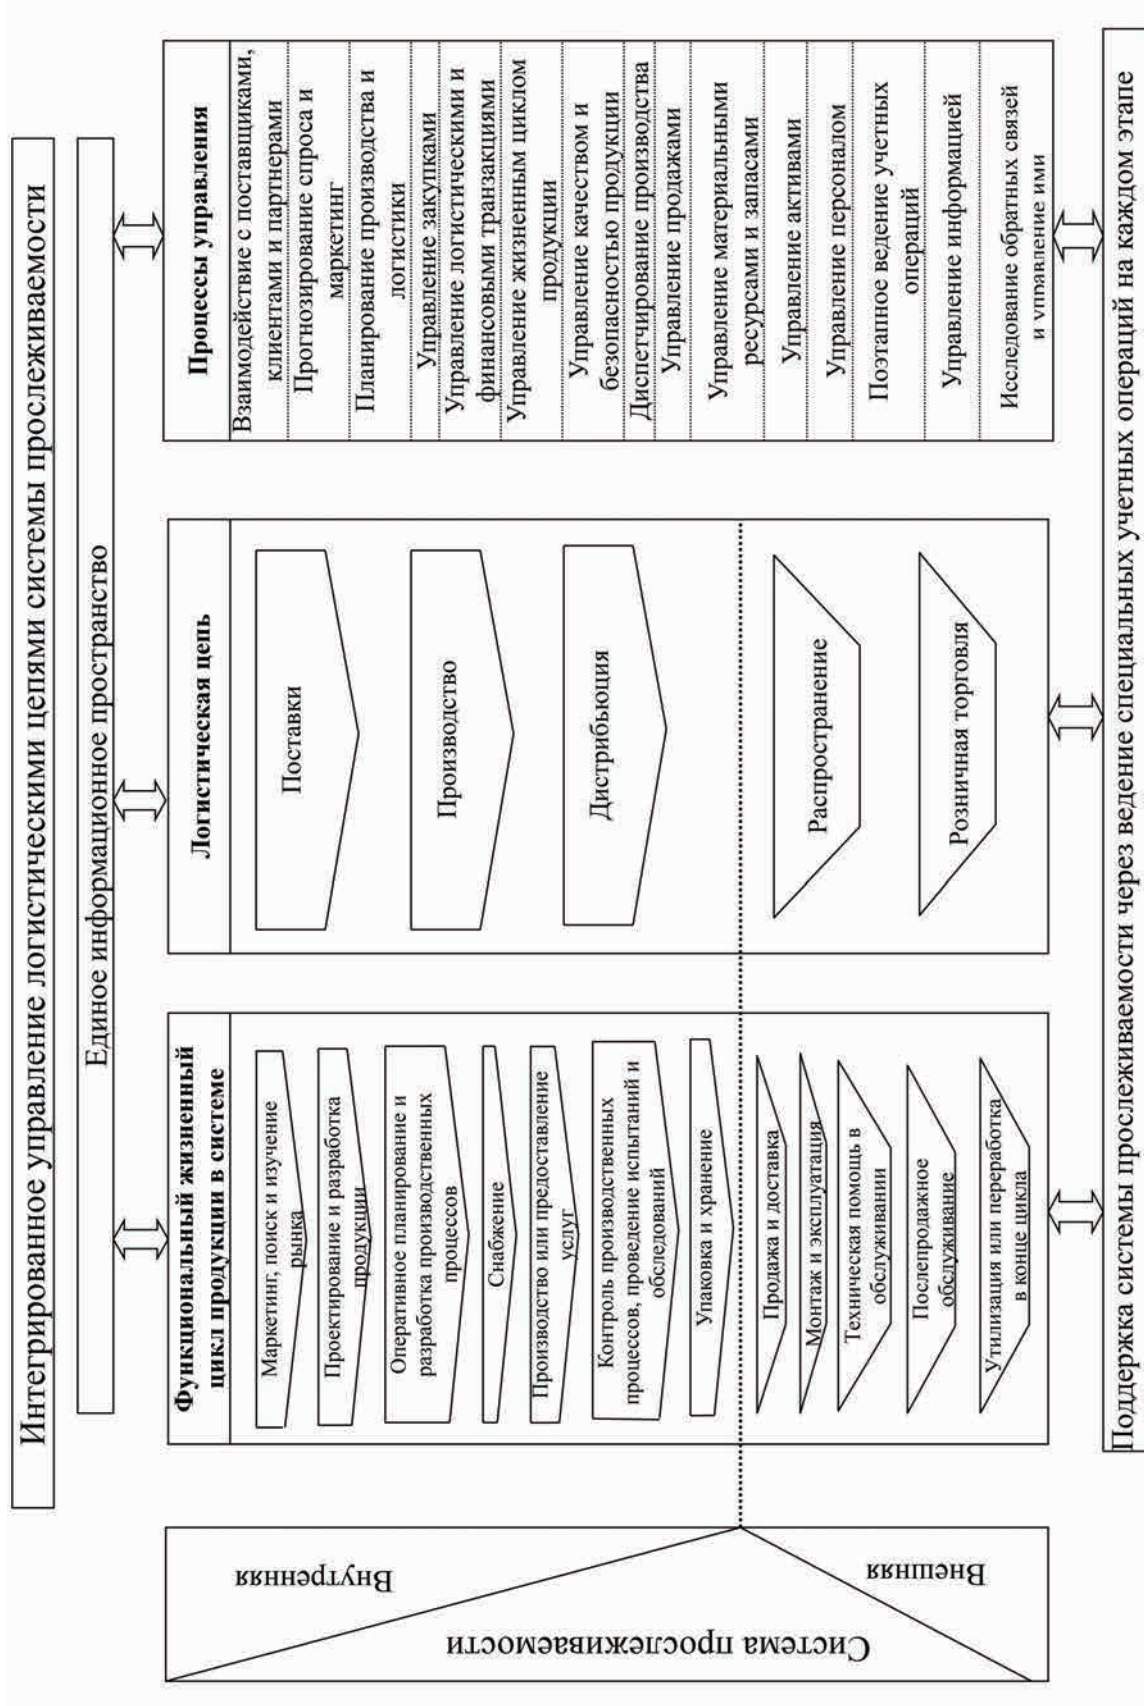 Интегрированное управление логистическими цепями системы прослеживаемости
Единое информационное пространство
Система прослеживаемости
Внутренняя
Внешняя
Функциональный жизненный
цикл продукции в системе
Маркетинг, поиск и изучение
рынка
Проектирование и разработка
продукции
Оперативное планирование и
разработка производственных
процессов
Снабжение
Производство или предоставление
услуг
Контроль производственных
процессов, проведение испытаний и
обследований
Упаковка и хранение
Продажа и доставка
Монтаж и эксплуатация
Техническая помощь в
обслуживании
Послепродажное
обслуживание
Утилизация или переработка
в конце цикла
Логистическая цепь
Поставки
Производство
Дистрибьюция
Распространение
Розничная торговля
Процессы управления
Взаимодействие с поставщиками,
клиентами и партнерами
Прогнозирование спроса и
маркетинг
Планирование производства и
логистики
Управление закупками
Управление логистическими и
финансовыми транзакциями
Управление жизненным циклом
продукции
Управление качеством и
безопасностью продукции
Диспетчирование производства
Управление продажами
Управление материальными
ресурсами и запасами
Управление активами
Управление персоналом
Поэтапное ведение учетных
операций
Управление информацией
Исследование обратных связей
и управление ими
Поддержка системы прослеживаемости через ведение специальных учетных операций на каждом этапе